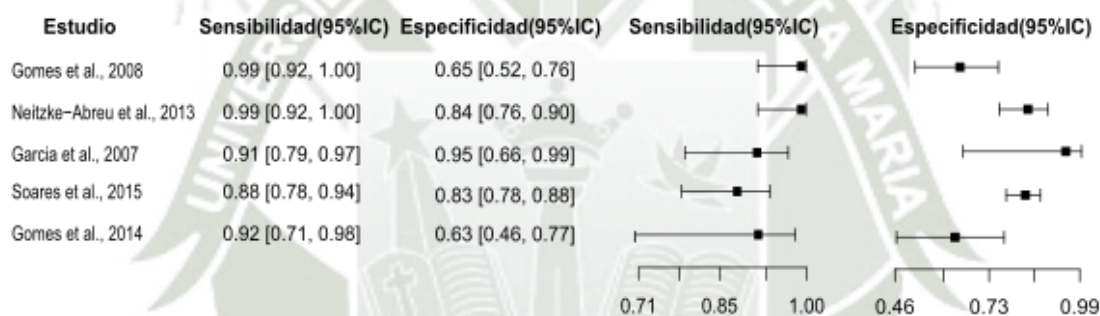 Estudio Sensibilidad(95%IC) Especificidad(95%IC) Sensibilidad(95%IC) Especificidad(95%IC)
Gomes et al., 2008 0.99 [0.92, 1.00] 0.65 [0.52, 0.76]
Neitzke−Abreu et al., 2013 0.99 [0.92, 1.00] 0.84 [0.76, 0.90]
Garcia et al., 2007 0.91 [0.79, 0.97] 0.95 [0.66, 0.99]
Soares et al., 2015 0.88 [0.78, 0.94] 0.83 [0.78, 0.88]
Gomes et al., 2014 0.92 [0.71, 0.98] 0.63 [0.46, 0.77]
0.71 0.85 1.00 0.46 0.73 0.99
MARIA